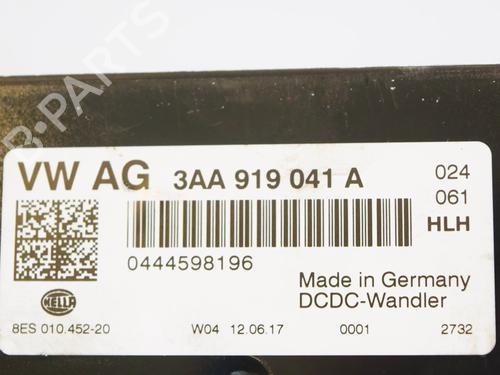 B-PARTS
VW AG 3AA 919 041 A 024
061
HLH
0444598196
Made in Germany
DCDC-Wandler
HELLA
8ES 010.452-20 W04 12.06.17 0001 2732